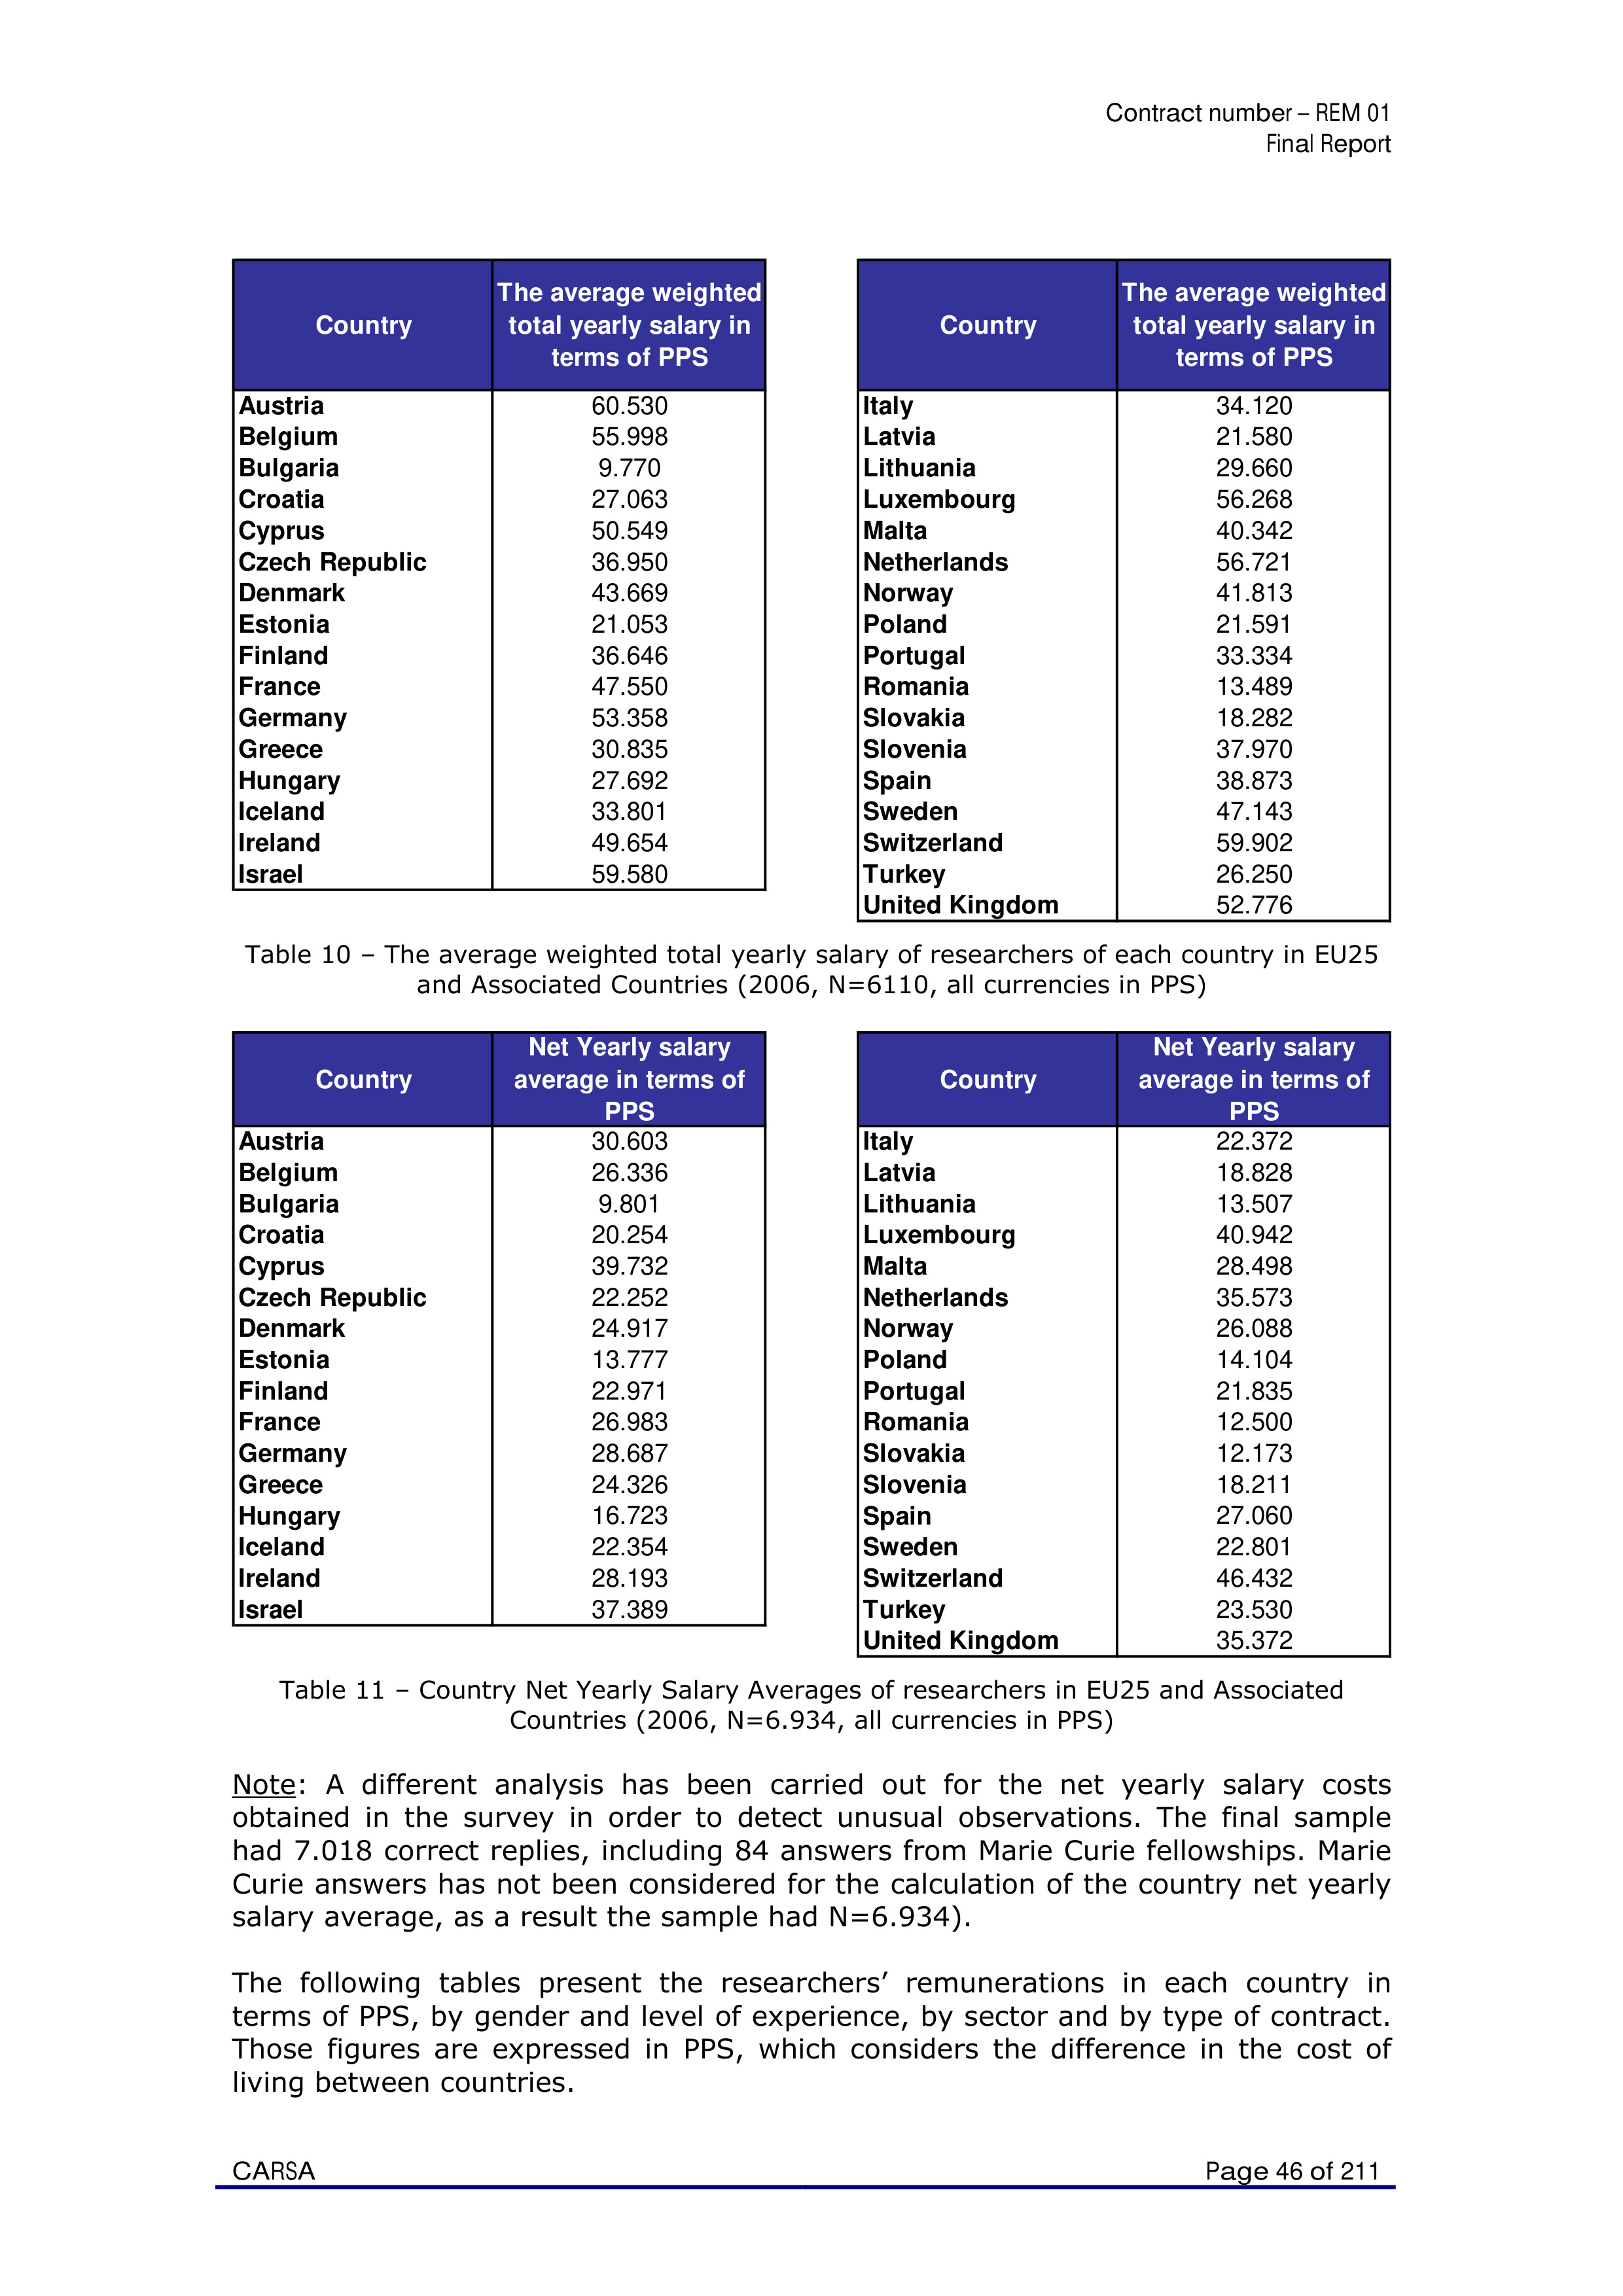 Contract number – REM 01
Final Report
Country The average weighted total yearly salary in terms of PPS
Austria 60.530
Belgium 55.998
Bulgaria 9.770
Croatia 27.063
Cyprus 50.549
Czech Republic 36.950
Denmark 43.669
Estonia 21.053
Finland 36.646
France 47.550
Germany 53.358
Greece 30.835
Hungary 27.692
Iceland 33.801
Ireland 49.654
Israel 59.580
Country The average weighted total yearly salary in terms of PPS
Italy 34.120
Latvia 21.580
Lithuania 29.660
Luxembourg 56.268
Malta 40.342
Netherlands 56.721
Norway 41.813
Poland 21.591
Portugal 33.334
Romania 13.489
Slovakia 18.282
Slovenia 37.970
Spain 38.873
Sweden 47.143
Switzerland 59.902
Turkey 26.250
United Kingdom 52.776
Table 10 – The average weighted total yearly salary of researchers of each country in EU25
and Associated Countries (2006, N=6110, all currencies in PPS)
Country Net Yearly salary average in terms of PPS
Austria 30.603
Belgium 26.336
Bulgaria 9.801
Croatia 20.254
Cyprus 39.732
Czech Republic 22.252
Denmark 24.917
Estonia 13.777
Finland 22.971
France 26.983
Germany 28.687
Greece 24.326
Hungary 16.723
Iceland 22.354
Ireland 28.193
Israel 37.389
Country Net Yearly salary average in terms of PPS
Italy 22.372
Latvia 18.828
Lithuania 13.507
Luxembourg 40.942
Malta 28.498
Netherlands 35.573
Norway 26.088
Poland 14.104
Portugal 21.835
Romania 12.500
Slovakia 12.173
Slovenia 18.211
Spain 27.060
Sweden 22.801
Switzerland 46.432
Turkey 23.530
United Kingdom 35.372
Table 11 – Country Net Yearly Salary Averages of researchers in EU25 and Associated
Countries (2006, N=6.934, all currencies in PPS)
Note: A different analysis has been carried out for the net yearly salary costs
obtained in the survey in order to detect unusual observations. The final sample
had 7.018 correct replies, including 84 answers from Marie Curie fellowships. Marie
Curie answers has not been considered for the calculation of the country net yearly
salary average, as a result the sample had N=6.934).
The following tables present the researchers’ remunerations in each country in
terms of PPS, by gender and level of experience, by sector and by type of contract.
Those figures are expressed in PPS, which considers the difference in the cost of
living between countries.
CARSA Page 46 of 211